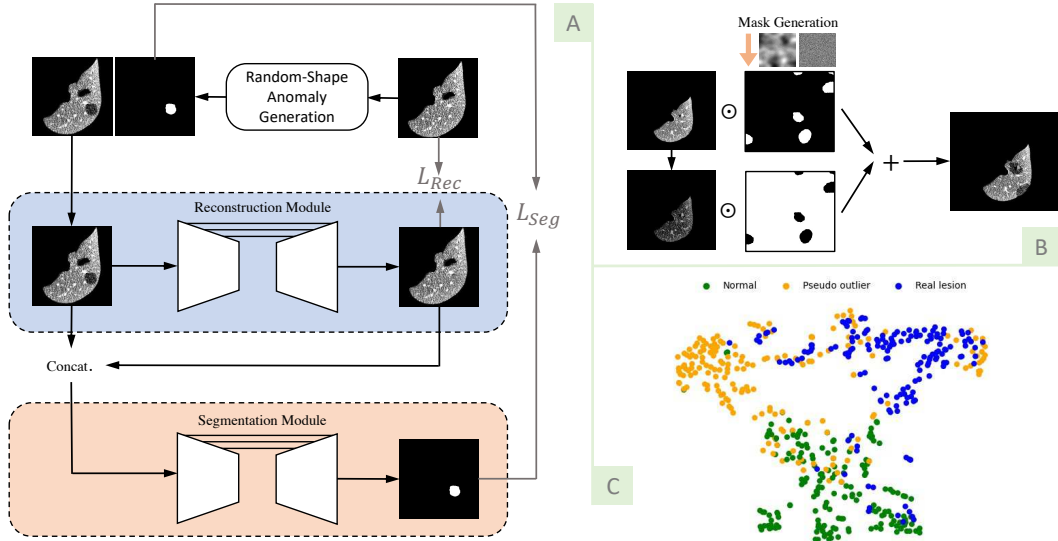 A
Random-Shape
Anomaly
Generation
L_Rec
L_Seg
Reconstruction Module
Concat.
Segmentation Module
Mask Generation
⊙
+
⊙
B
Normal
Pseudo outlier
Real lesion
C